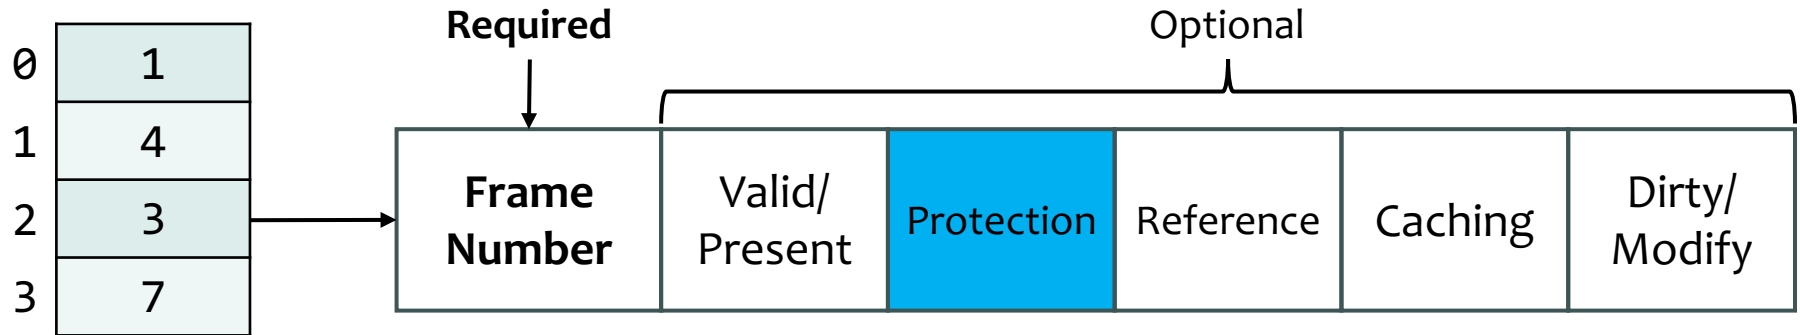 Required
Optional
0 1
1 4
2 3
3 7
Frame
Number
Valid/
Present
Protection
Reference
Caching
Dirty/
Modify